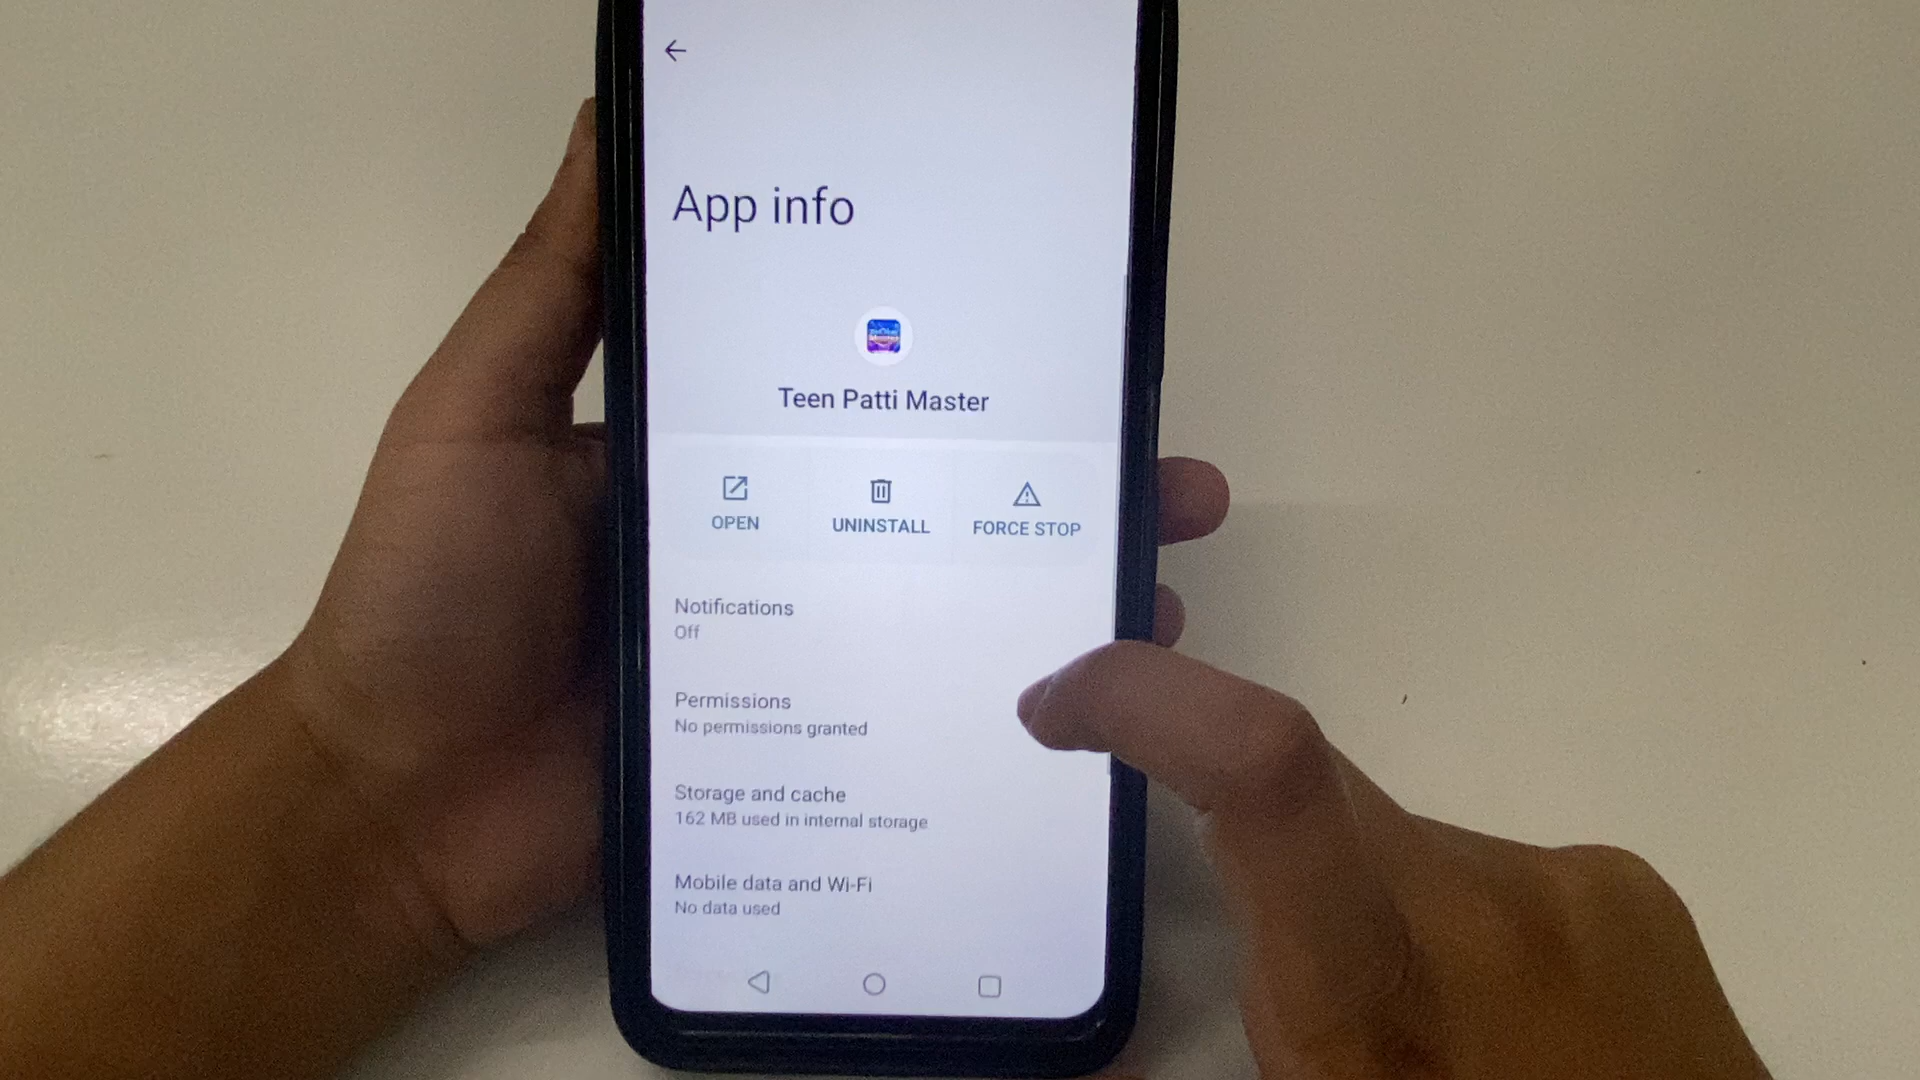 App info
Teen Patti Master
OPEN
UNINSTALL
FORCE STOP
Notifications
Off
Permissions
No permissions granted
Storage and cache
162 MB used in internal storage
Mobile data and Wi-Fi
No data used